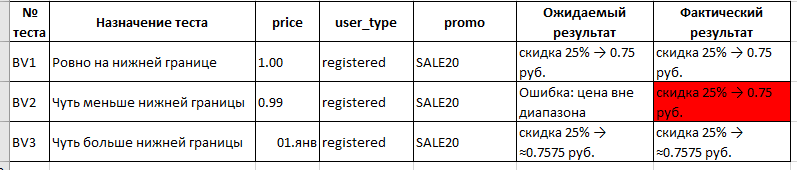 № теста Назначение теста price user_type promo Ожидаемый результат Фактический результат
BV1 Ровно на нижней границе 1.00 registered SALE20 скидка 25% → 0.75 руб. скидка 25% → 0.75 руб.
BV2 Чуть меньше нижней границы 0.99 registered SALE20 Ошибка: цена вне диапазона скидка 25% → 0.75 руб.
BV3 Чуть больше нижней границы 01.янв registered SALE20 скидка 25% → ≈0.7575 руб. скидка 25% → ≈0.7575 руб.